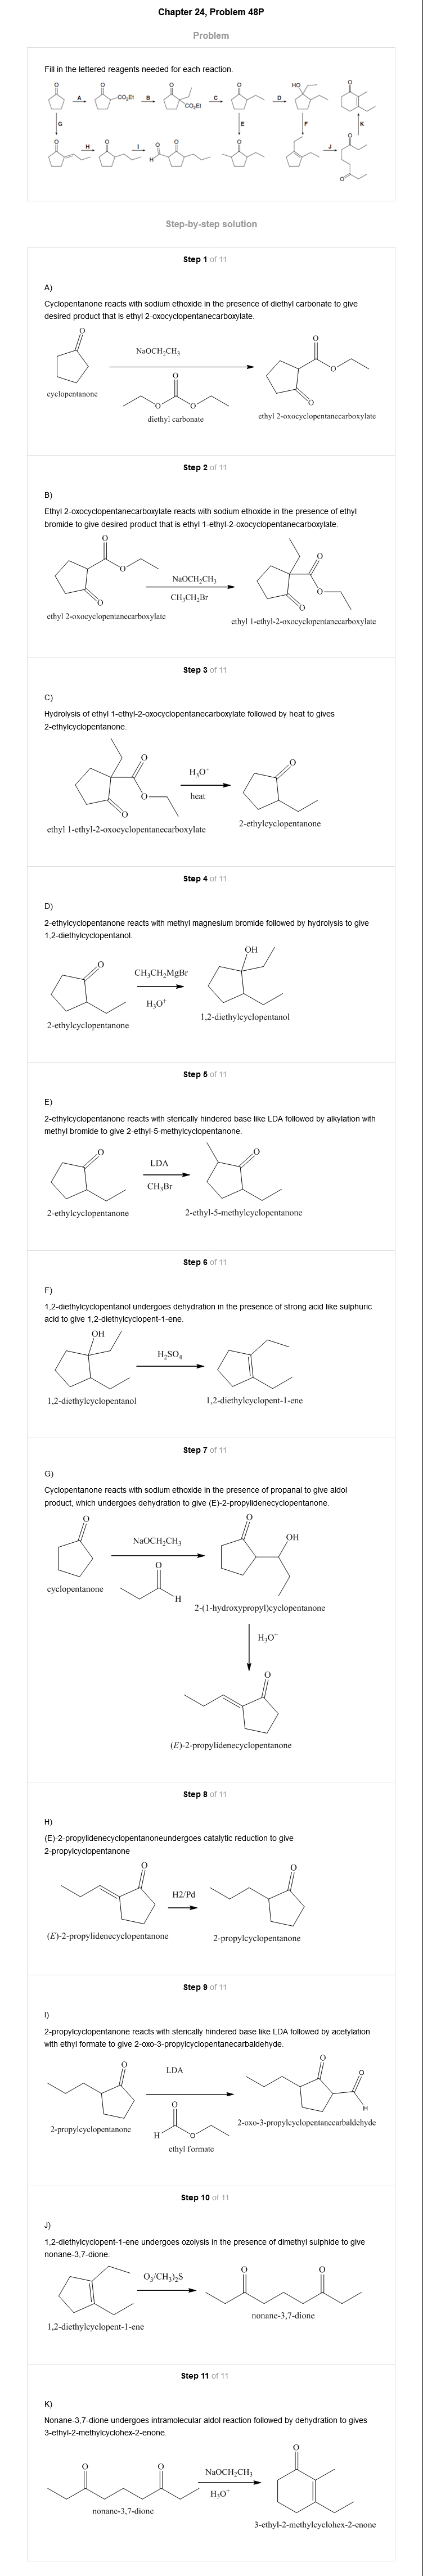 Chapter 24, Problem 48P
Problem
Fill in the lettered reagents needed for each reaction.
O
O
O
O
HO
O
A
CO₂Et
B
CO₂Et
C
D
G
E
F
K
O
O
O
O
O
O
H
I
H
J
O
Step-by-step solution
Step 1 of 11
A)
Cyclopentanone reacts with sodium ethoxide in the presence of diethyl carbonate to give
desired product that is ethyl 2-oxocyclopentanecarboxylate.
O
NaOCH₂CH₃
O
O
O
O
O
O
cyclopentanone
diethyl carbonate
ethyl 2-oxocyclopentanecarboxylate
Step 2 of 11
B)
Ethyl 2-oxocyclopentanecarboxylate reacts with sodium ethoxide in the presence of ethyl
bromide to give desired product that is ethyl 1-ethyl-2-oxocyclopentanecarboxylate.
O
O
O
NaOCH₂CH₃
CH₃CH₂Br
O
O
O
ethyl 2-oxocyclopentanecarboxylate
ethyl 1-ethyl-2-oxocyclopentanecarboxylate
Step 3 of 11
C)
Hydrolysis of ethyl 1-ethyl-2-oxocyclopentanecarboxylate followed by heat to gives
2-ethylcyclopentanone.
O
O
O
H₃O⁺
heat
O
ethyl 1-ethyl-2-oxocyclopentanecarboxylate
2-ethylcyclopentanone
Step 4 of 11
D)
2-ethylcyclopentanone reacts with methyl magnesium bromide followed by hydrolysis to give
1,2-diethylcyclopentanol.
O
CH₃CH₂MgBr
H₃O⁺
OH
2-ethylcyclopentanone
1,2-diethylcyclopentanol
Step 5 of 11
E)
2-ethylcyclopentanone reacts with sterically hindered base like LDA followed by alkylation with
methyl bromide to give 2-ethyl-5-methylcyclopentanone.
O
LDA
CH₃Br
O
2-ethylcyclopentanone
2-ethyl-5-methylcyclopentanone
Step 6 of 11
F)
1,2-diethylcyclopentanol undergoes dehydration in the presence of strong acid like sulphuric
acid to give 1,2-diethylcyclopent-1-ene.
OH
H₂SO₄
1,2-diethylcyclopentanol
1,2-diethylcyclopent-1-ene
Step 7 of 11
G)
Cyclopentanone reacts with sodium ethoxide in the presence of propanal to give aldol
product, which undergoes dehydration to give (E)-2-propylidenecyclopentanone.
O
NaOCH₂CH₃
O
H
O
OH
cyclopentanone
2-(1-hydroxypropyl)cyclopentanone
H₃O⁺
O
(E)-2-propylidenecyclopentanone
Step 8 of 11
H)
(E)-2-propylidenecyclopentanoneundergoes catalytic reduction to give
2-propylcyclopentanone
O
H2/Pd
O
(E)-2-propylidenecyclopentanone
2-propylcyclopentanone
Step 9 of 11
I)
2-propylcyclopentanone reacts with sterically hindered base like LDA followed by acetylation
with ethyl formate to give 2-oxo-3-propylcyclopentanecarbaldehyde.
O
LDA
O
O
H
2-propylcyclopentanone
O
H
O
ethyl formate
2-oxo-3-propylcyclopentanecarbaldehyde
Step 10 of 11
J)
1,2-diethylcyclopent-1-ene undergoes ozolysis in the presence of dimethyl sulphide to give
nonane-3,7-dione.
O₃/CH₃)₂S
O
O
1,2-diethylcyclopent-1-ene
nonane-3,7-dione
Step 11 of 11
K)
Nonane-3,7-dione undergoes intramolecular aldol reaction followed by dehydration to gives
3-ethyl-2-methylcyclohex-2-enone.
O
O
NaOCH₂CH₃
H₃O⁺
O
nonane-3,7-dione
3-ethyl-2-methylcyclohex-2-enone